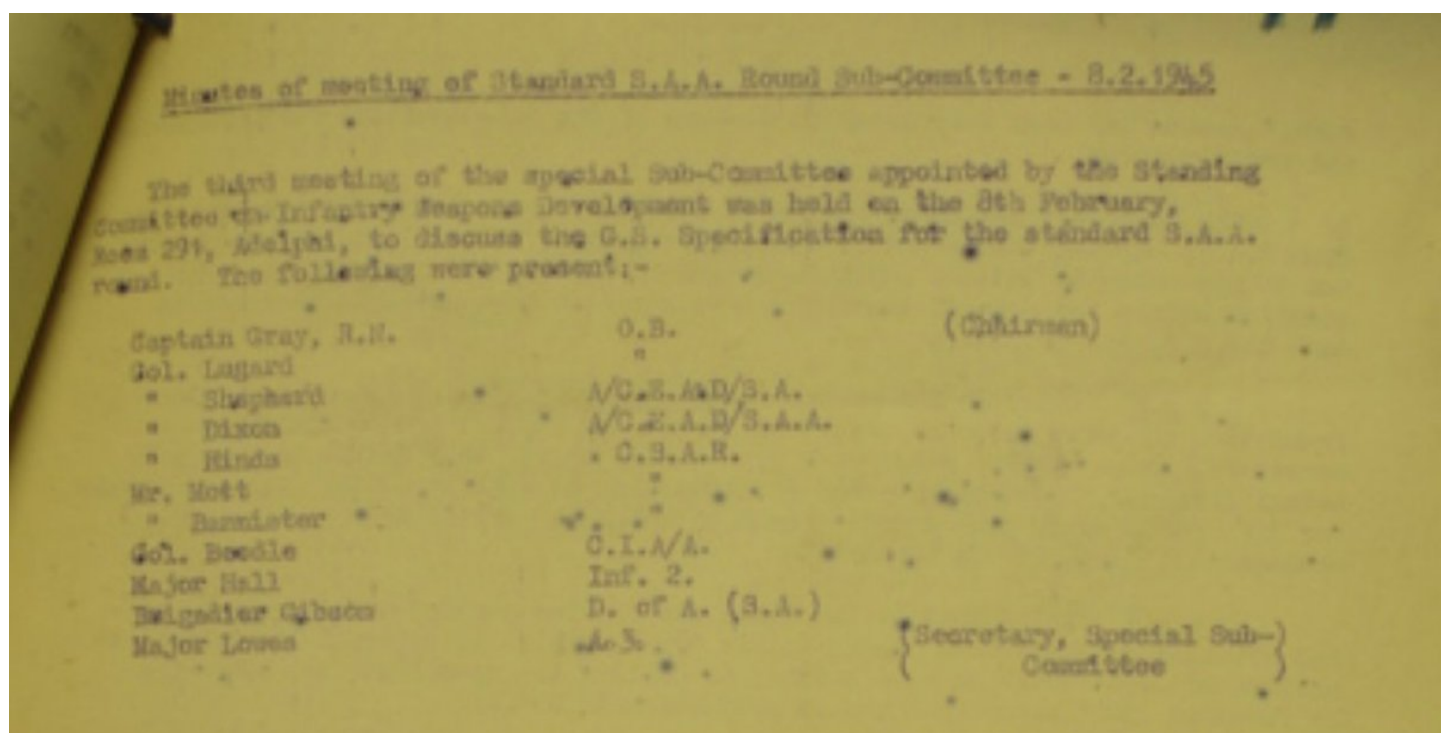 Minutes of meeting of Standard S.A.A. Round Sub-Committee - 8.2.1945
The third meeting of the special Sub-Committee appointed by the Standing
Committee on Infantry Weapons Development was held on the 8th February,
Room 291, Adelphi, to discuss the G.S. Specification for the standard S.A.A.
round. The following were present:-
Captain Gray, R.N. O.B. (Chairman)
Col. Lugard "
" Shephard A/C.E.A.D/S.A.
" Dixon A/C.E.A.D/S.A.A.
" Hinds C.S.A.R.
Mr. Mott "
" Bannister "
Col. Beedle C.I.A/A.
Major Hall Inf. 2.
Brigadier Gibson D. of A. (S.A.)
Major Lowes (Secretary, Special Sub-)
( Committee )